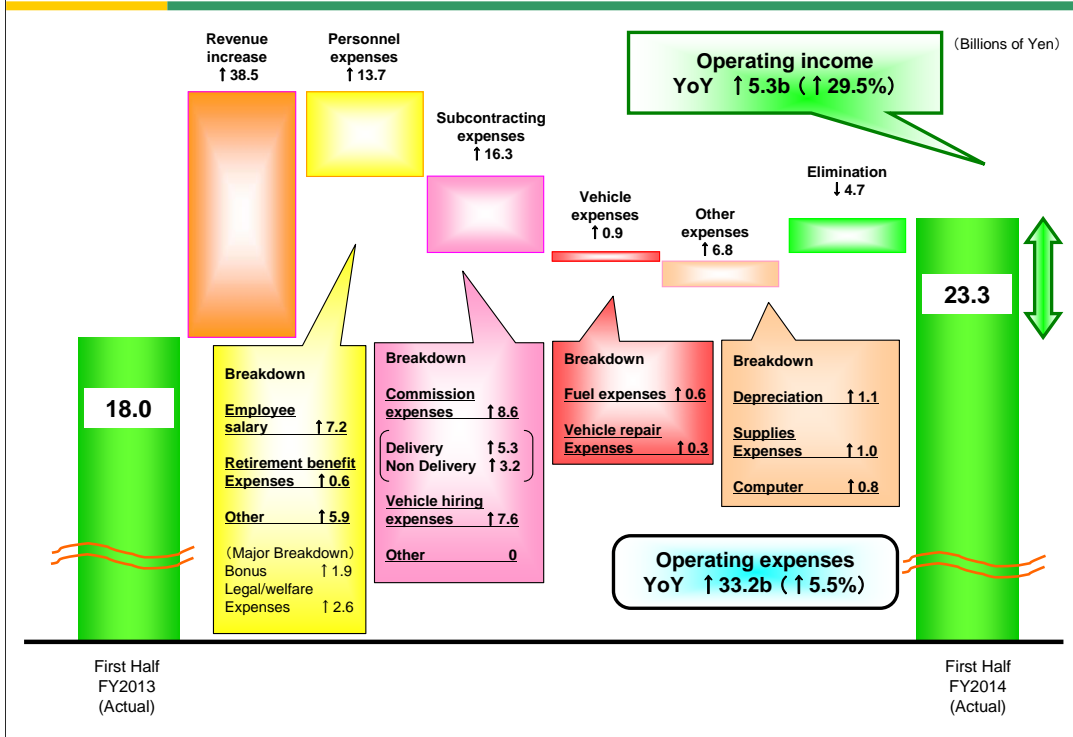 (Billions of Yen)
Revenue
increase
↑38.5
Personnel
expenses
↑13.7
Subcontracting
expenses
↑16.3
Vehicle
expenses
↑0.9
Other
expenses
↑6.8
Elimination
↓4.7
Operating income
YoY ↑5.3b (↑29.5%)
18.0
23.3
Breakdown
Employee
salary ↑7.2
Retirement benefit
Expenses ↑0.6
Other ↑5.9
(Major Breakdown)
Bonus ↑1.9
Legal/welfare
Expenses ↑2.6
Breakdown
Commission
expenses ↑8.6
Delivery ↑5.3
Non Delivery ↑3.2
Vehicle hiring
expenses ↑7.6
Other 0
Breakdown
Fuel expenses ↑0.6
Vehicle repair
Expenses ↑0.3
Breakdown
Depreciation ↑1.1
Supplies
Expenses ↑1.0
Computer ↑0.8
Operating expenses
YoY ↑33.2b (↑5.5%)
First Half
FY2013
(Actual)
First Half
FY2014
(Actual)